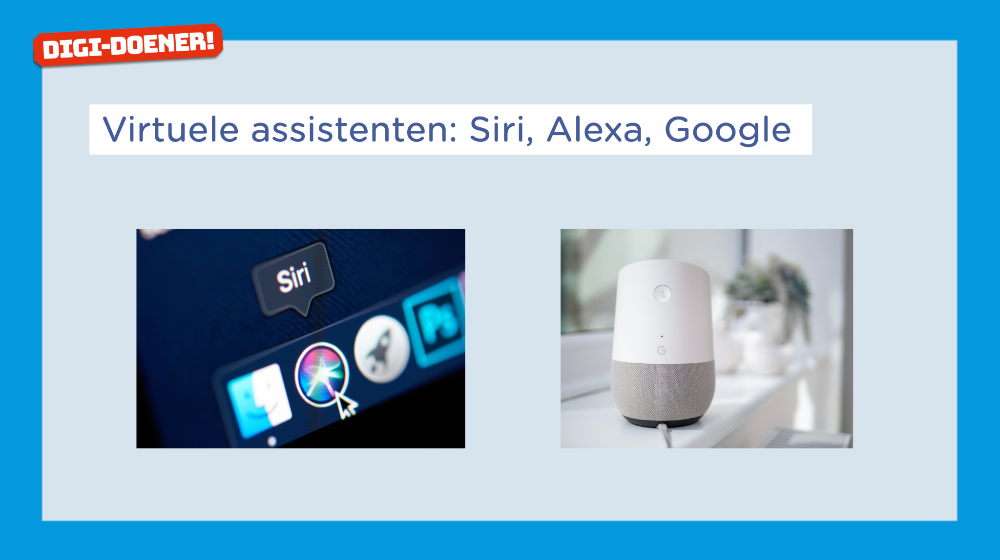 DIGI-DOENER!
Virtuele assistenten: Siri, Alexa, Google
Siri
Ps
G